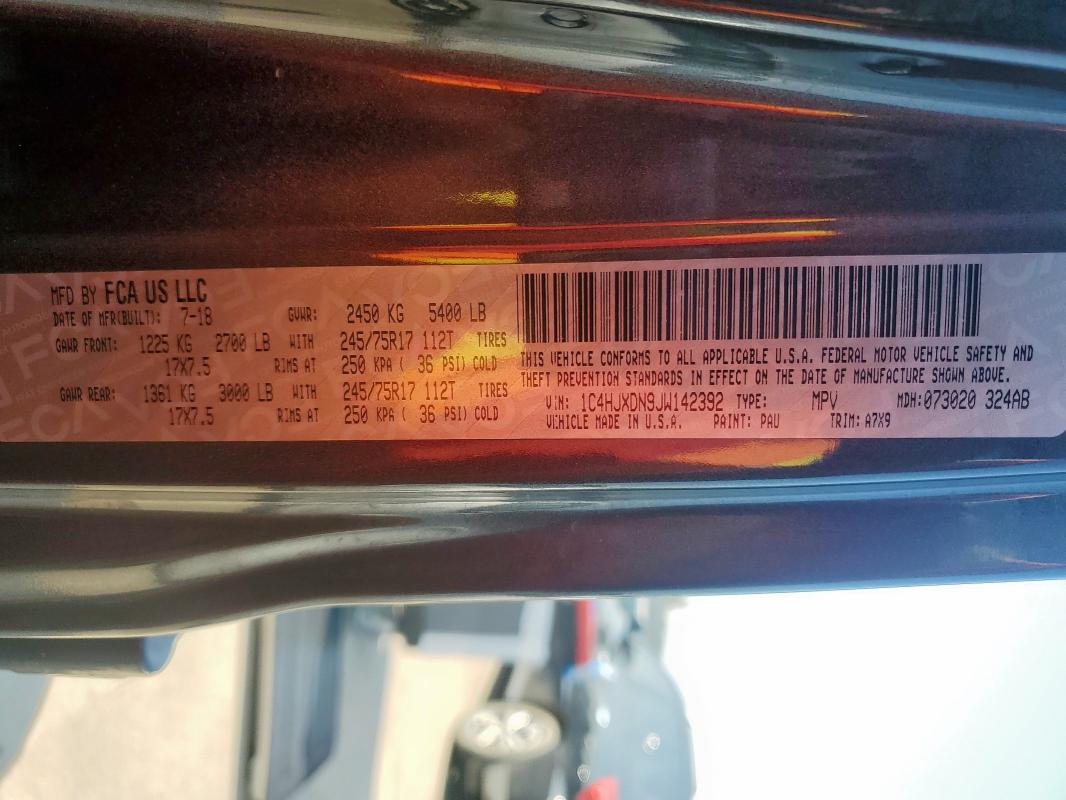 MFD BY FCA US LLC
DATE OF MFR(BUILT): 7-18 GVWR: 2450 KG 5400 LB
GAWR FRONT: 1225 KG 2700 LB WITH 245/75R17 112T TIRES
17X7.5 RIMS AT 250 KPA ( 36 PSI) COLD
GAWR REAR: 1361 KG 3000 LB WITH 245/75R17 112T TIRES
17X7.5 RIMS AT 250 KPA ( 36 PSI) COLD
THIS VEHICLE CONFORMS TO ALL APPLICABLE U.S.A. FEDERAL MOTOR VEHICLE SAFETY AND
THEFT PREVENTION STANDARDS IN EFFECT ON THE DATE OF MANUFACTURE SHOWN ABOVE.
VIN: 1C4HJXDN9JW142392 TYPE: MPV MDH:073020 324AB
VEHICLE MADE IN U.S.A. PAINT: PAU TRIM: A7X9